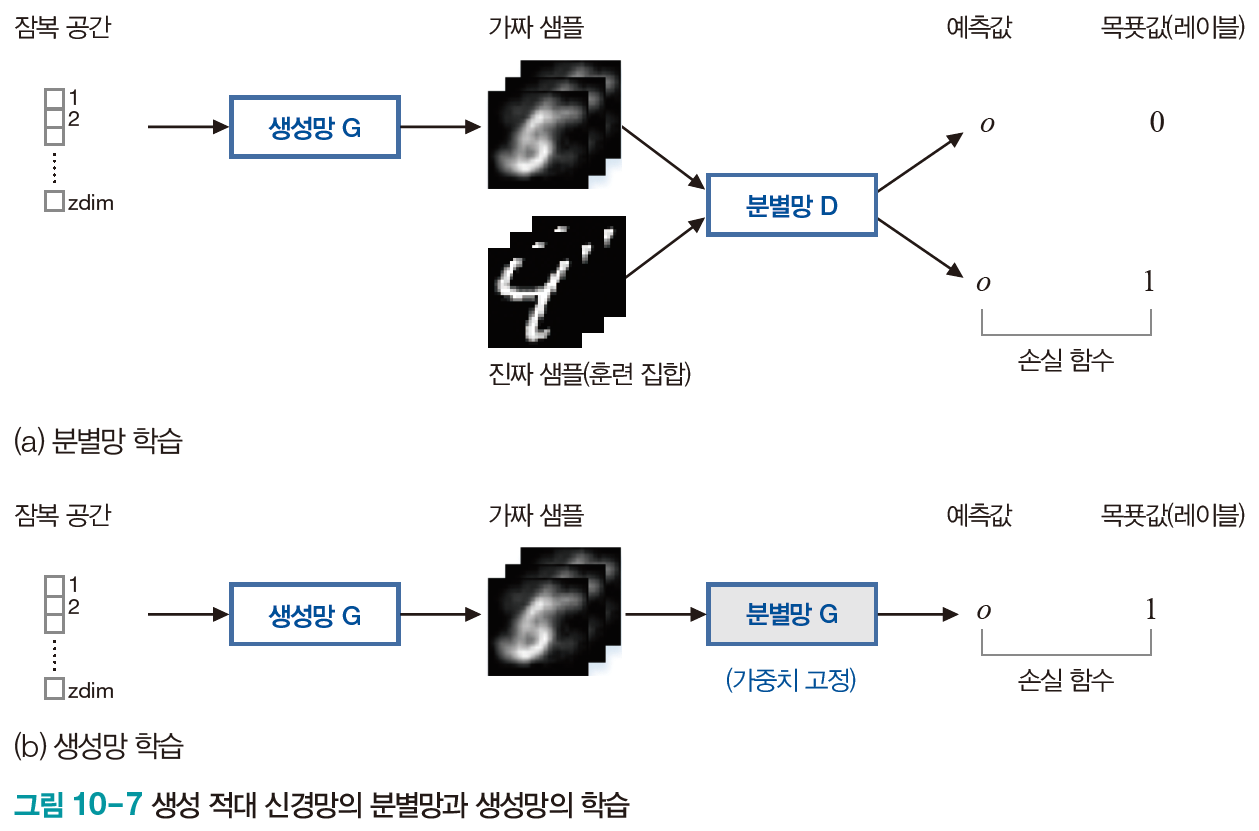 잠복 공간 가짜 샘플 예측값 목푯값(레이블)
1
2
zdim
생성망 G
분별망 D
o 0
o 1
손실 함수
진짜 샘플(훈련 집합)
(a) 분별망 학습
잠복 공간 가짜 샘플 예측값 목푯값(레이블)
1
2
zdim
생성망 G
분별망 G
(가중치 고정)
o 1
손실 함수
(b) 생성망 학습
그림 10-7 생성 적대 신경망의 분별망과 생성망의 학습